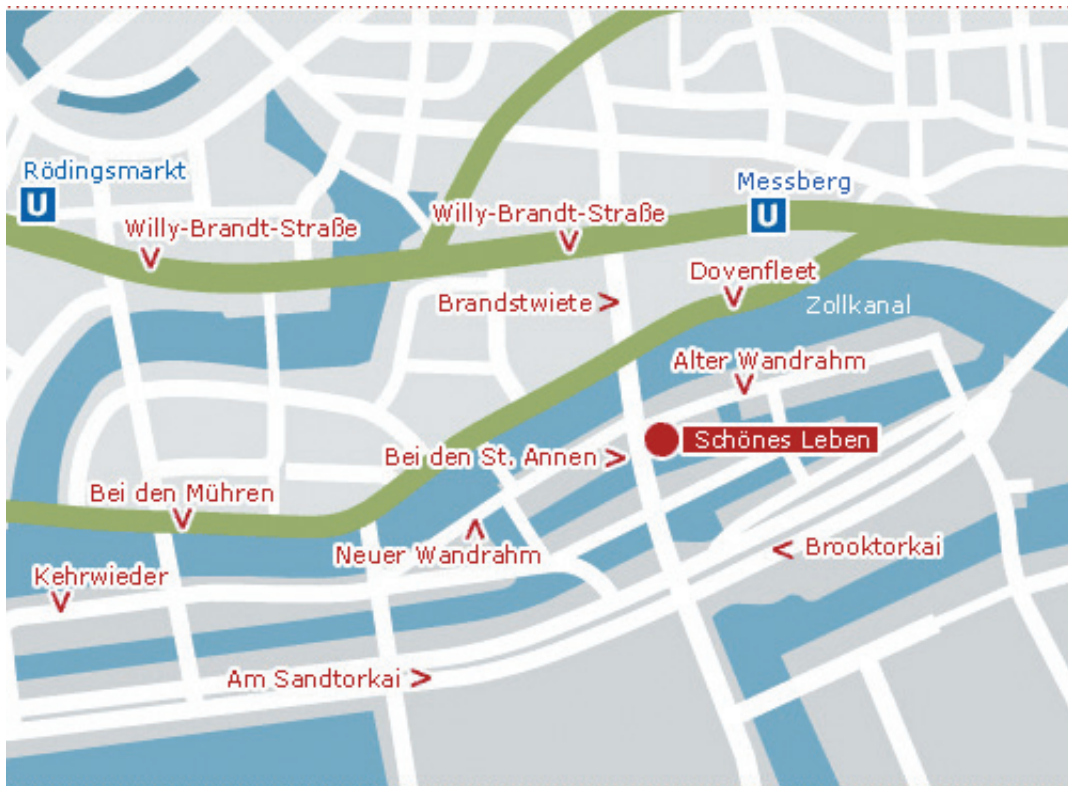 Rödingsmarkt
U
Messberg
U
Willy-Brandt-Straße
Willy-Brandt-Straße
Dovenfleet
Brandstwiete
Zollkanal
Alter Wandrahm
Schönes Leben
Bei den St. Annen
Bei den Mühren
Neuer Wandrahm
Brooktorkai
Kehrwieder
Am Sandtorkai